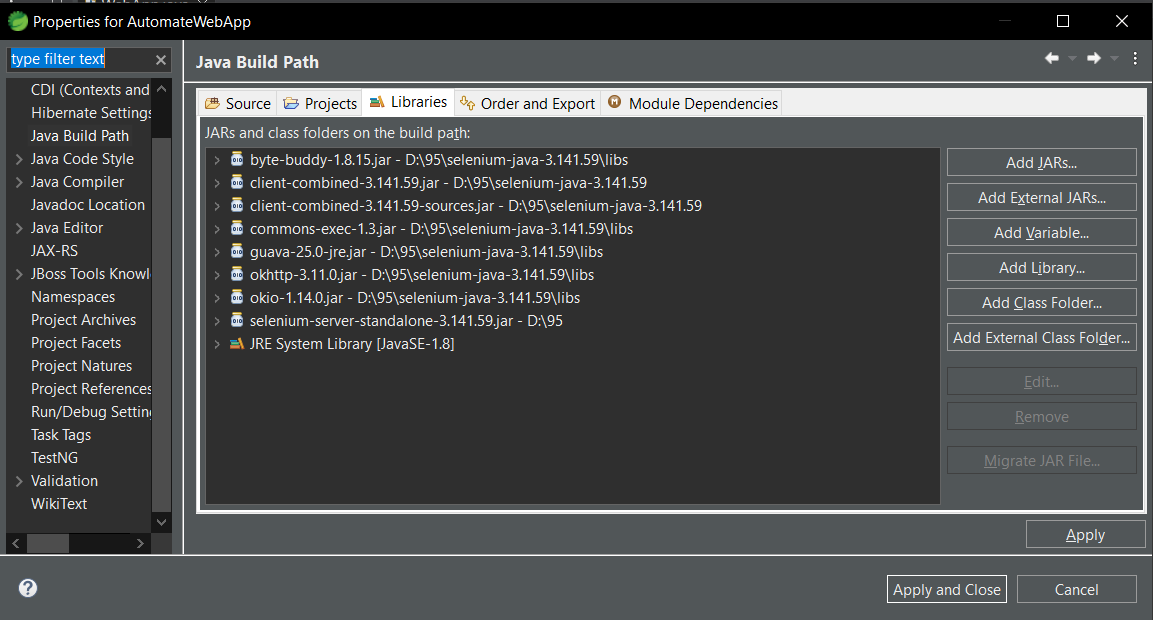 Properties for AutomateWebApp
type filter text
CDI (Contexts and
Hibernate Settings
Java Build Path
Java Code Style
Java Compiler
Javadoc Location
Java Editor
JAX-RS
JBoss Tools Knowl
Namespaces
Project Archives
Project Facets
Project Natures
Project References
Run/Debug Setting
Task Tags
TestNG
Validation
WikiText
Java Build Path
Source Projects Libraries Order and Export Module Dependencies
JARs and class folders on the build path:
byte-buddy-1.8.15.jar - D:\95\selenium-java-3.141.59\libs
client-combined-3.141.59.jar - D:\95\selenium-java-3.141.59
client-combined-3.141.59-sources.jar - D:\95\selenium-java-3.141.59
commons-exec-1.3.jar - D:\95\selenium-java-3.141.59\libs
guava-25.0-jre.jar - D:\95\selenium-java-3.141.59\libs
okhttp-3.11.0.jar - D:\95\selenium-java-3.141.59\libs
okio-1.14.0.jar - D:\95\selenium-java-3.141.59\libs
selenium-server-standalone-3.141.59.jar - D:\95
JRE System Library [JavaSE-1.8]
Add JARs...
Add External JARs...
Add Variable...
Add Library...
Add Class Folder...
Add External Class Folder...
Edit...
Remove
Migrate JAR File...
Apply
Apply and Close
Cancel